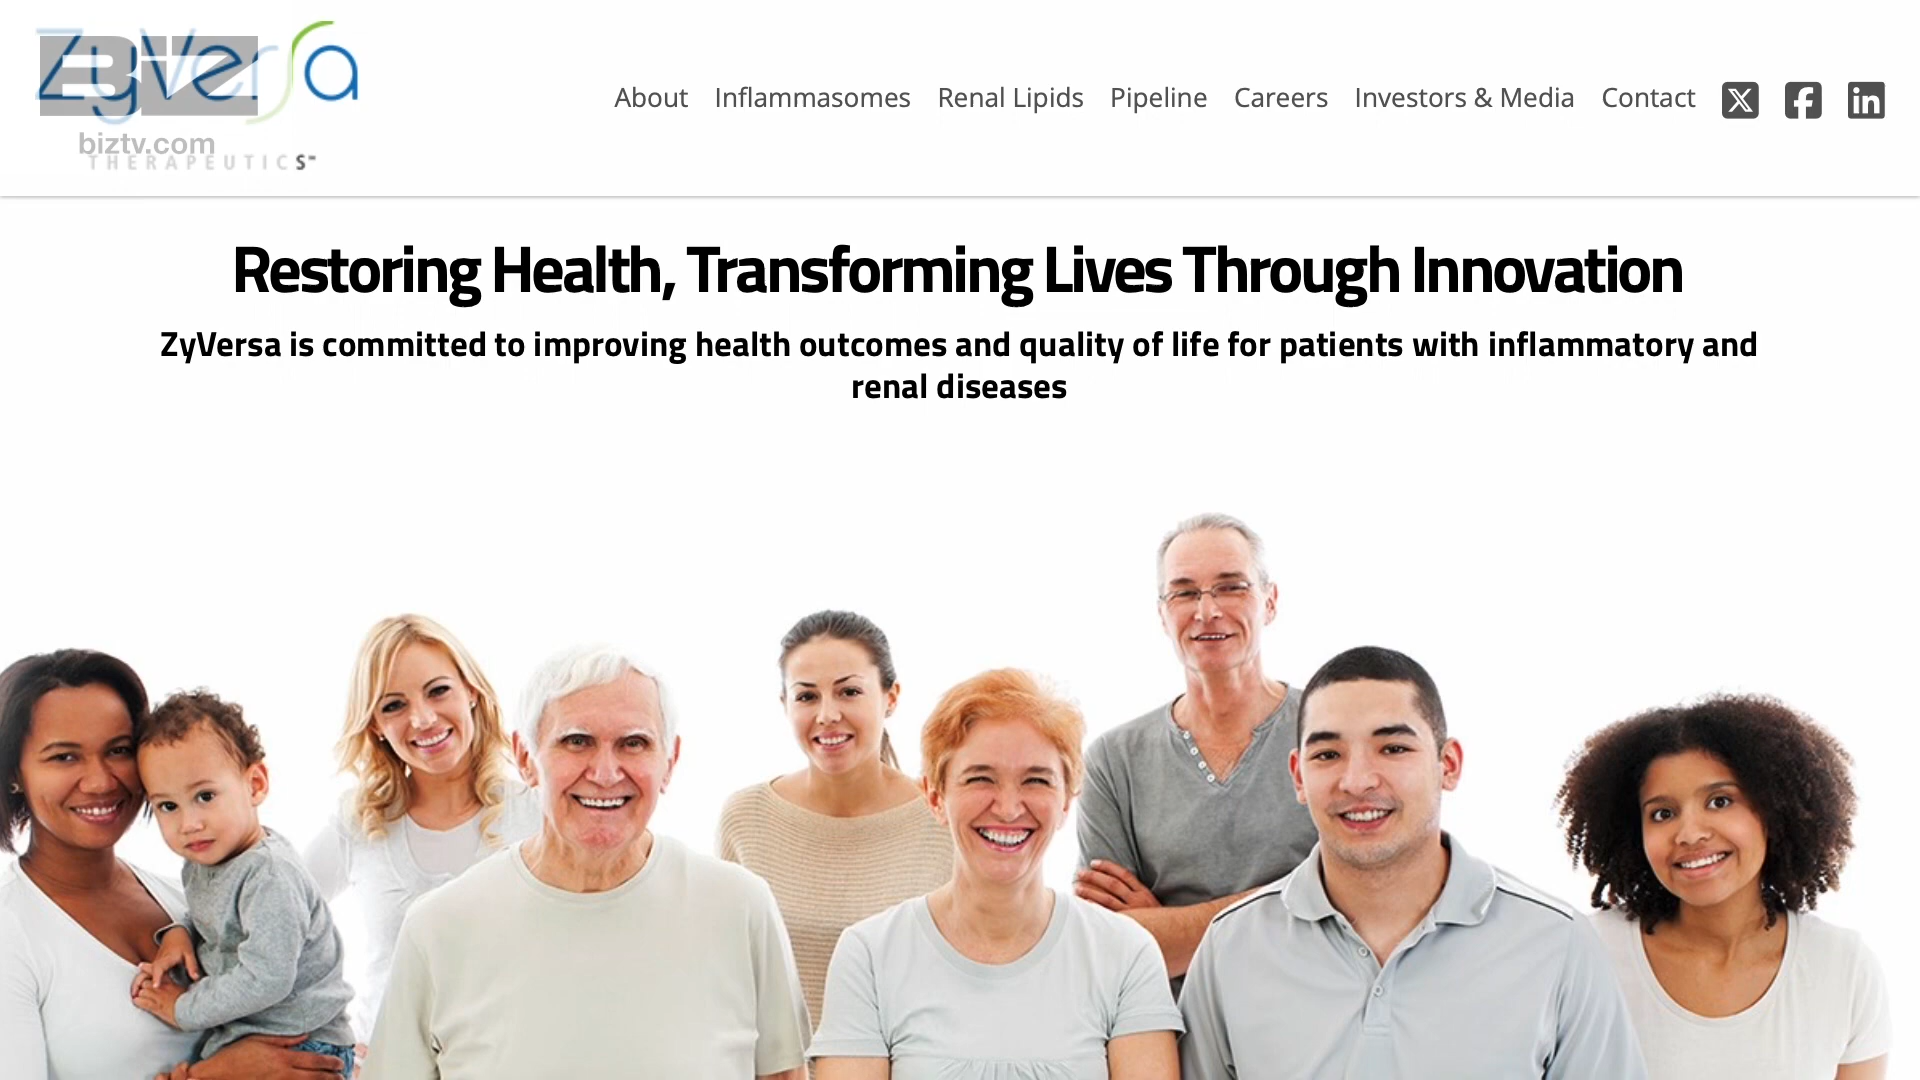 ZyVersa
BiZ
biztv.com
THERAPEUTICS
About Inflammasomes Renal Lipids Pipeline Careers Investors & Media Contact
Restoring Health, Transforming Lives Through Innovation
ZyVersa is committed to improving health outcomes and quality of life for patients with inflammatory and
renal diseases